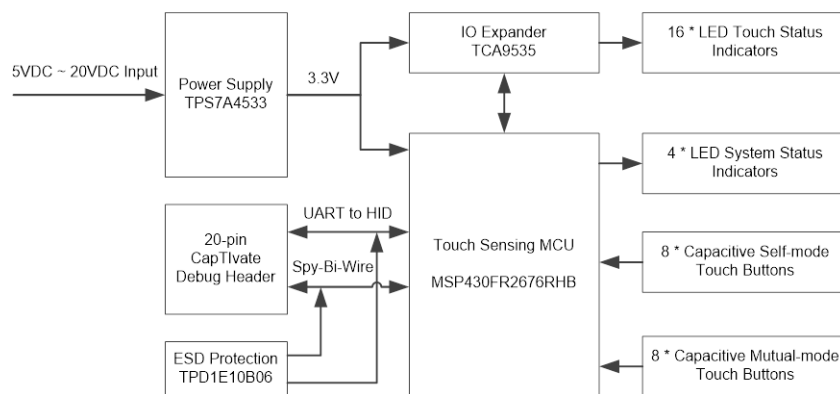 5VDC ~ 20VDC Input
Power Supply
TPS7A4533
3.3V
IO Expander
TCA9535
16 * LED Touch Status
Indicators
4 * LED System Status
Indicators
20-pin
CapTIvate
Debug Header
UART to HID
Spy-Bi-Wire
Touch Sensing MCU
MSP430FR2676RHB
8 * Capacitive Self-mode
Touch Buttons
ESD Protection
TPD1E10B06
8 * Capacitive Mutual-mode
Touch Buttons